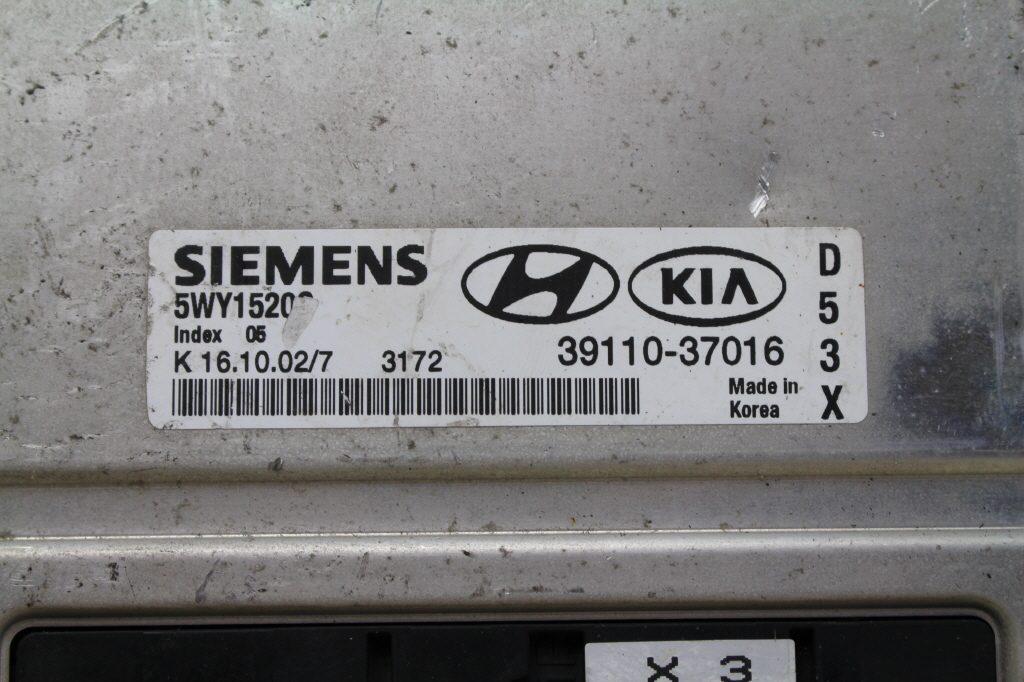 SIEMENS
5WY1520
Index 05
K 16.10.02/7 3172
KIA
39110-37016
Made in
Korea
D
5
3
X
X 3